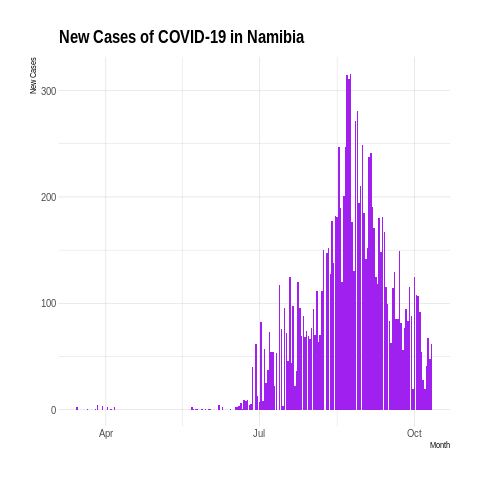 New Cases of COVID-19 in Namibia
New Cases
300
200
100
0
Apr
Jul
Oct
Month